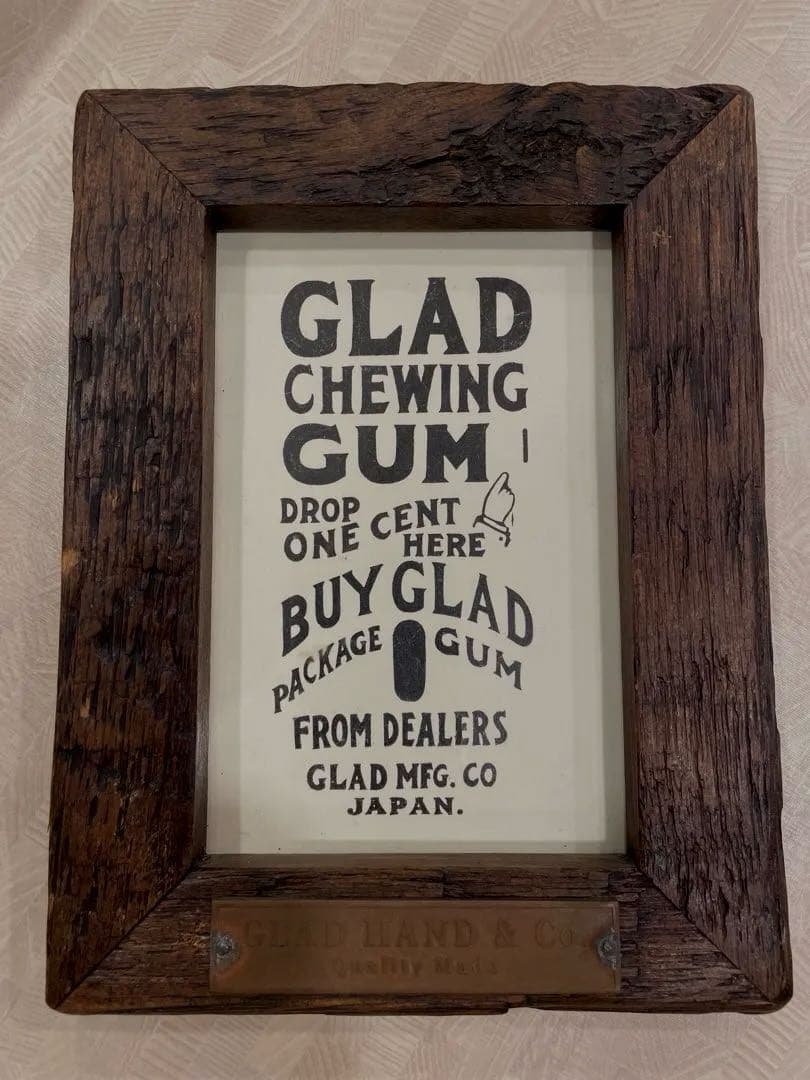 GLAD
CHEWING
GUM
DROP
ONE CENT
HERE
BUY GLAD
PACKAGE GUM
FROM DEALERS
GLAD MFG. CO
JAPAN.
GLAD HAND & Co.
Quality Made